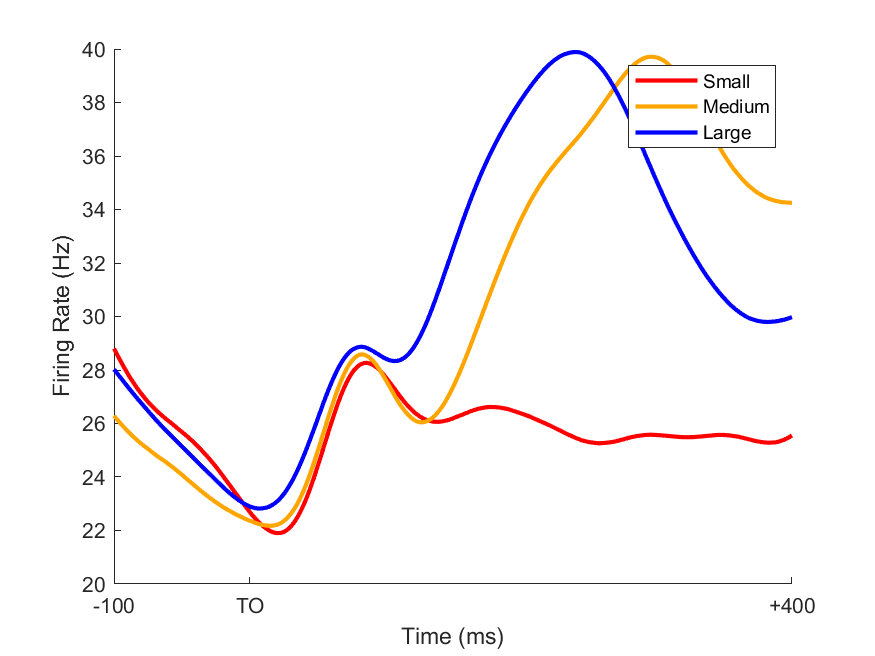 40
38
36
34
32
30
28
26
24
22
20
Firing Rate (Hz)
Small
Medium
Large
-100
TO
+400
Time (ms)